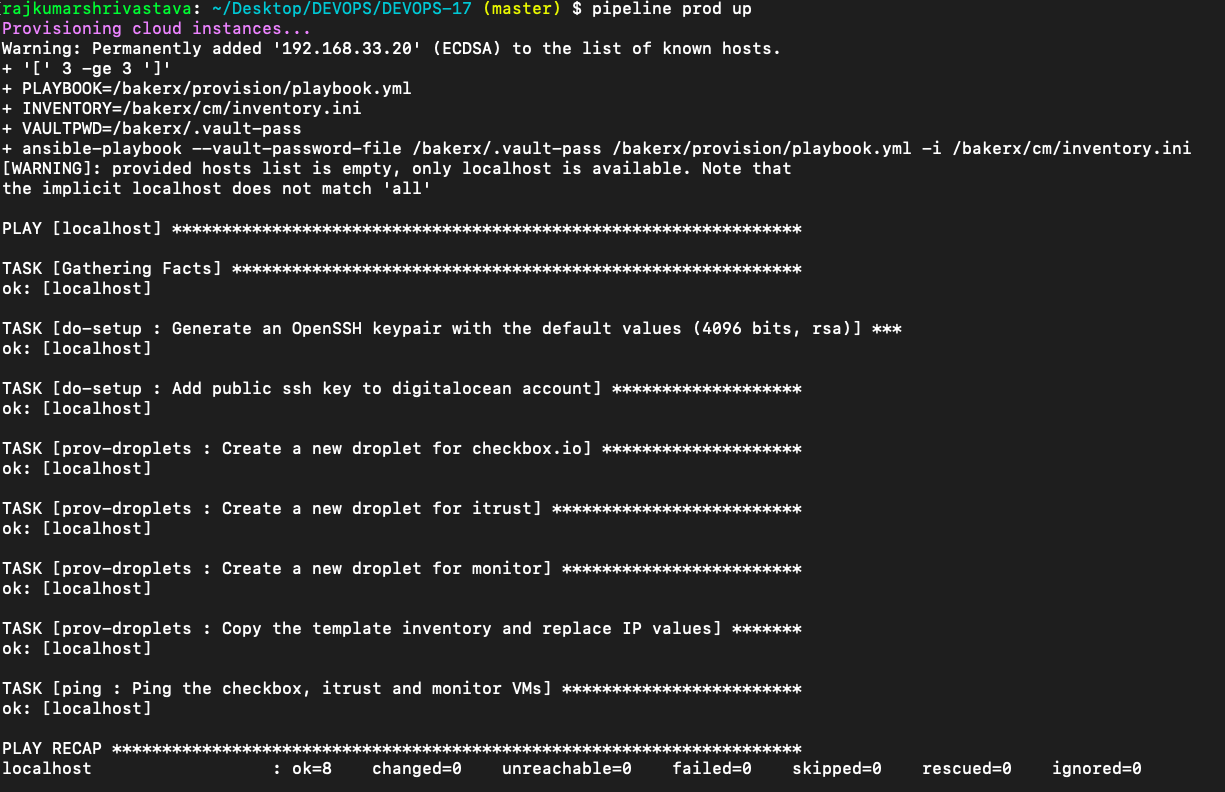 rajkumarshrivastava: ~/Desktop/DEVOPS/DEVOPS-17 (master) $ pipeline prod up
Provisioning cloud instances...
Warning: Permanently added '192.168.33.20' (ECDSA) to the list of known hosts.
+ '[' 3 -ge 3 ']'
+ PLAYBOOK=/bakerx/provision/playbook.yml
+ INVENTORY=/bakerx/cm/inventory.ini
+ VAULTPWD=/bakerx/.vault-pass
+ ansible-playbook --vault-password-file /bakerx/.vault-pass /bakerx/provision/playbook.yml -i /bakerx/cm/inventory.ini
[WARNING]: provided hosts list is empty, only localhost is available. Note that
the implicit localhost does not match 'all'
PLAY [localhost] ***************************************************************
TASK [Gathering Facts] *********************************************************
ok: [localhost]
TASK [do-setup : Generate an OpenSSH keypair with the default values (4096 bits, rsa)] ***
ok: [localhost]
TASK [do-setup : Add public ssh key to digitalocean account] *******************
ok: [localhost]
TASK [prov-droplets : Create a new droplet for checkbox.io] ********************
ok: [localhost]
TASK [prov-droplets : Create a new droplet for itrust] *************************
ok: [localhost]
TASK [prov-droplets : Create a new droplet for monitor] ************************
ok: [localhost]
TASK [prov-droplets : Copy the template inventory and replace IP values] *******
ok: [localhost]
TASK [ping : Ping the checkbox, itrust and monitor VMs] ************************
ok: [localhost]
PLAY RECAP *********************************************************************
localhost                  : ok=8    changed=0    unreachable=0    failed=0    skipped=0    rescued=0    ignored=0